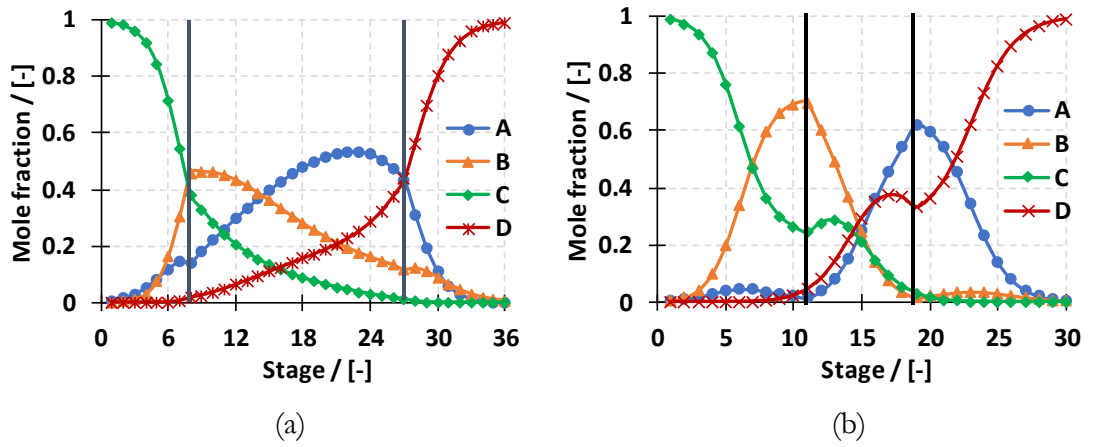 Mole fraction / [-]
1
0.8
0.6
0.4
0.2
0
0 6 12 18 24 30 36
Stage / [-]
A
B
C
D
(a)
Mole fraction / [-]
1
0.8
0.6
0.4
0.2
0
0 5 10 15 20 25 30
Stage / [-]
A
B
C
D
(b)